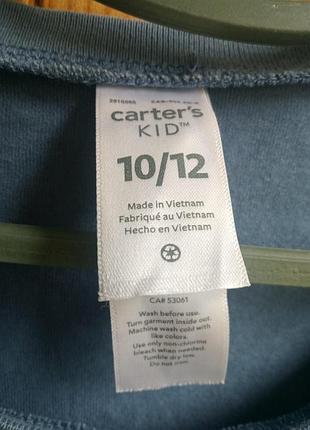 carter's
KID™
10/12
Made in Vietnam
Fabriqué au Vietnam
Hecho en Vietnam
CA# 53061
Wash before use.
Turn garment inside out.
Machine wash cold with
like colors.
Use only non-chlorine
bleach when needed.
Tumble dry low.
Do not iron.